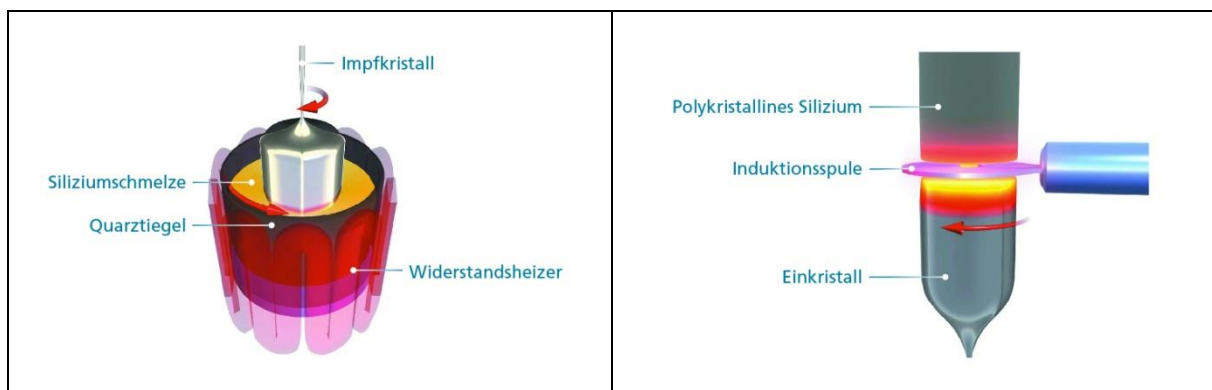 Impfkristall
Siliziumschmelze
Quarztiegel
Widerstandsheizer
Polykristallines Silizium
Induktionsspule
Einkristall